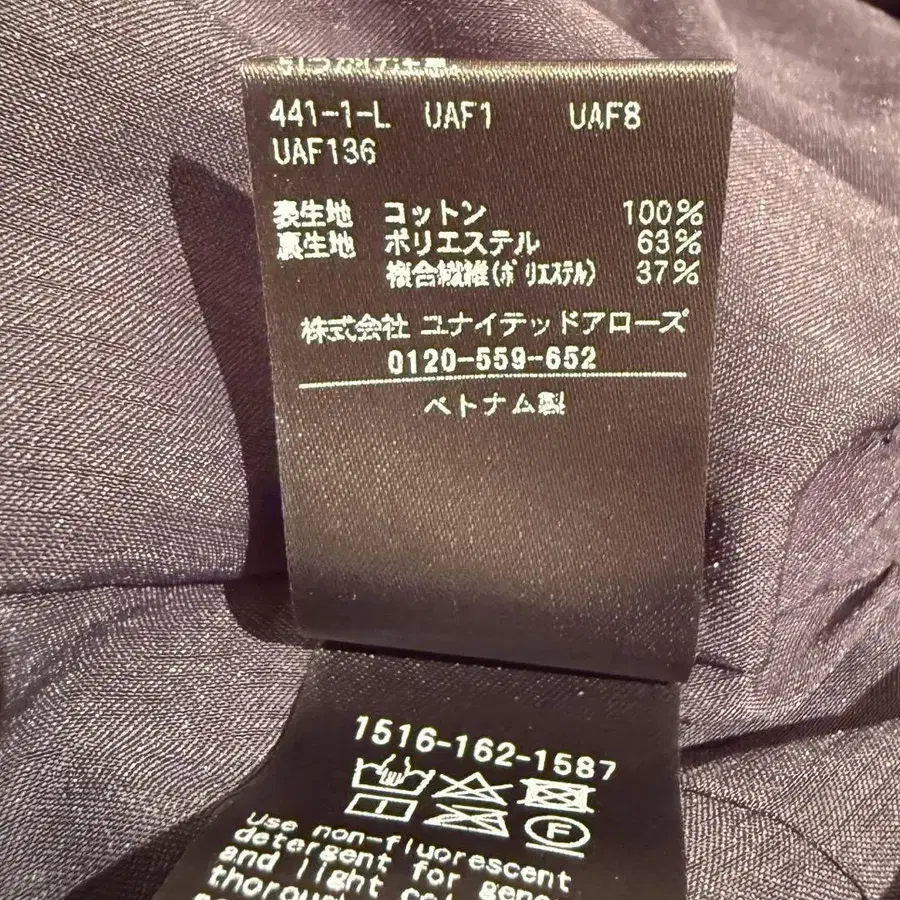 441-1-L UAF1 UAF8
UAF136
表生地 コットン 100%
裏生地 ポリエステル 63%
複合繊維(ポリエステル) 37%
株式会社 ユナイテッドアローズ
0120-559-652
ベトナム製
1516-162-1587
F
Use non-fluorescent
detergent for
and light